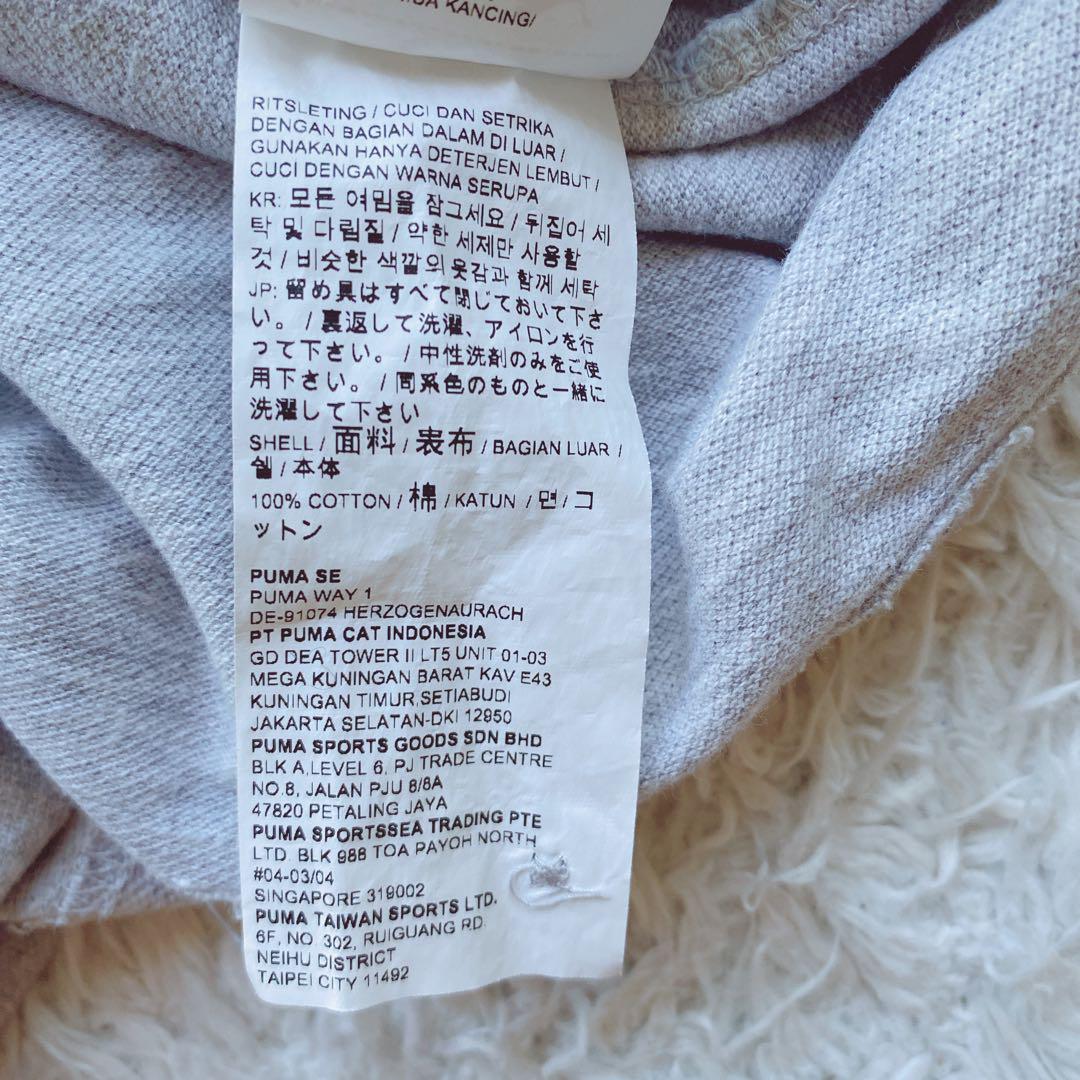 KANCING/
RITSLETING / CUCI DAN SETRIKA
DENGAN BAGIAN DALAM DI LUAR /
GUNAKAN HANYA DETERJEN LEMBUT /
CUCI DENGAN WARNA SERUPA
KR: 모든 여밈을 잠그세요 / 뒤집어 세
탁 및 다림질 / 약한 세제만 사용할
것 / 비슷한 색깔의 옷감과 함께 세탁
JP: 留め具はすべて閉じておいて下さ
い。 / 裏返して洗濯、アイロンを行
って下さい。 / 中性洗剤のみをご使
用下さい。 / 同系色のものと一緒に
洗濯して下さい
SHELL / 面料 / 表布 / BAGIAN LUAR /
쉘 / 本体
100% COTTON / 棉 / KATUN / 면 / コ
ットン
PUMA SE
PUMA WAY 1
DE-91074 HERZOGENAURACH
PT PUMA CAT INDONESIA
GD DEA TOWER II LT5 UNIT 01-03
MEGA KUNINGAN BARAT KAV E43
KUNINGAN TIMUR,SETIABUDI
JAKARTA SELATAN-DKI 12950
PUMA SPORTS GOODS SDN BHD
BLK A,LEVEL 6, PJ TRADE CENTRE
NO.8, JALAN PJU 8/8A
47820 PETALING JAYA
PUMA SPORTSSEA TRADING PTE
LTD. BLK 988 TOA PAYOH NORTH
#04-03/04
SINGAPORE 319002
PUMA TAIWAN SPORTS LTD.
6F, NO. 302, RUIGUANG RD.
NEIHU DISTRICT
TAIPEI CITY 11492